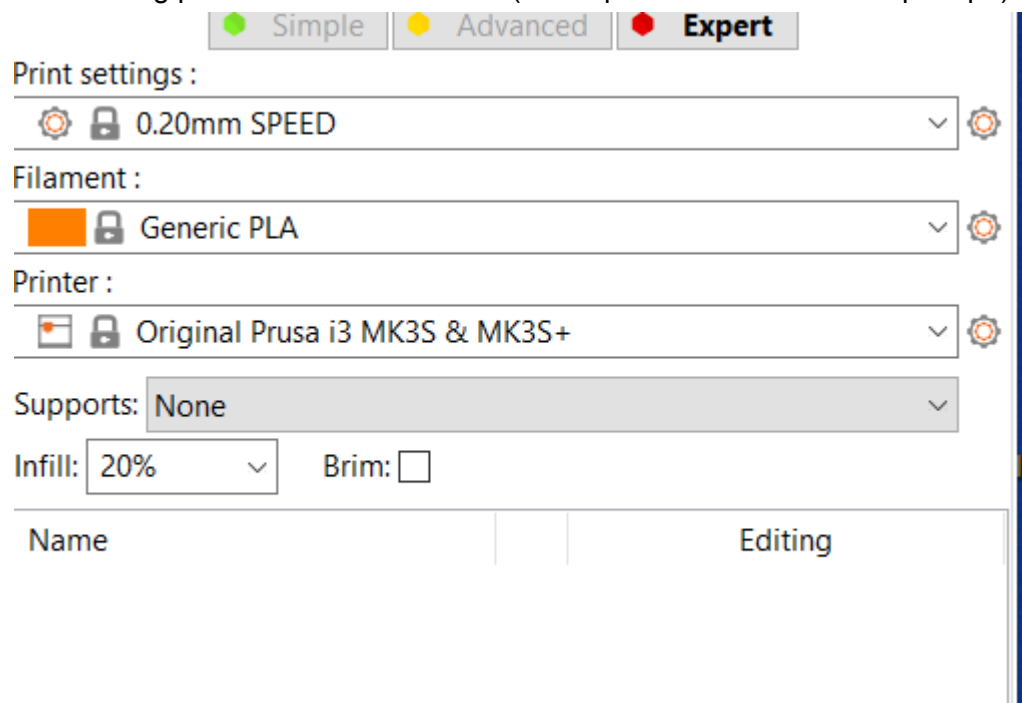 Simple Advanced Expert
Print settings :
0.20mm SPEED
Filament :
Generic PLA
Printer :
Original Prusa i3 MK3S & MK3S+
Supports: None
Infill: 20% Brim:
Name Editing